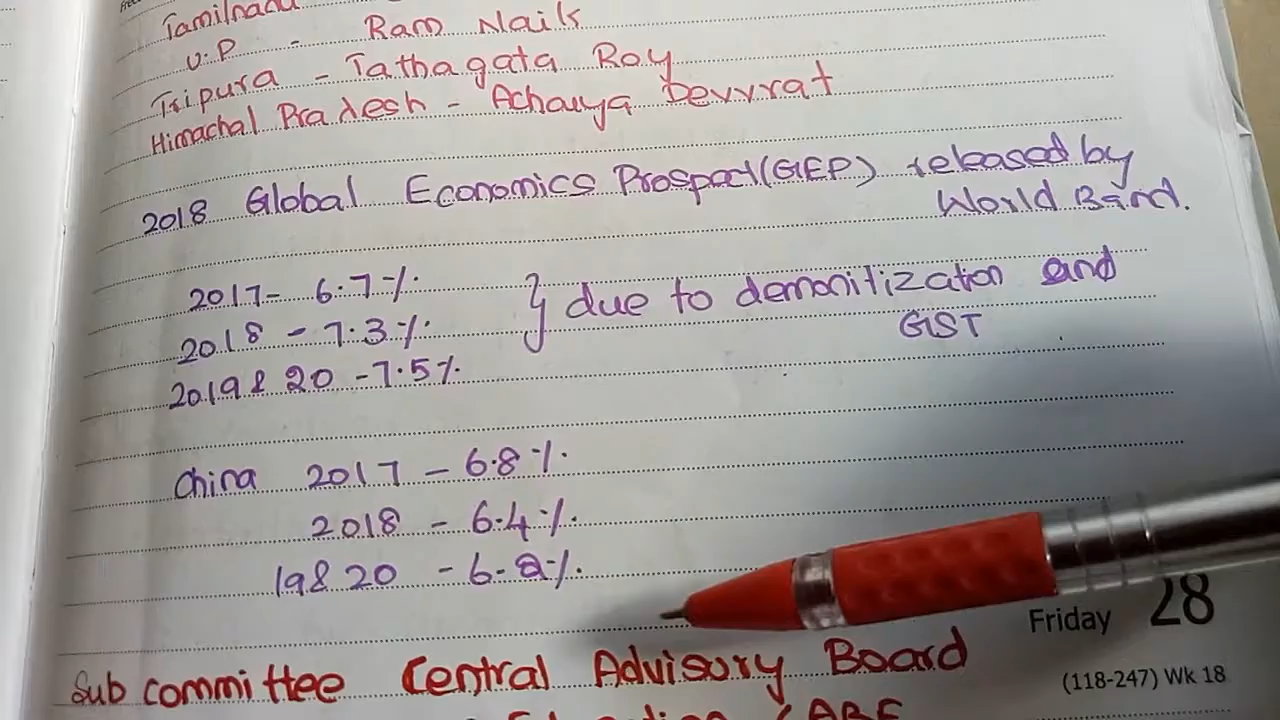 Tamilnadu
U.P - Ram Naik
Tripura - Tathagata Roy
Himachal Pradesh - Acharya Devvrat
2018 Global Economics Prospect (GEP) released by
World Band.
2017- 6.7%.
2018 - 7.3%.
} due to demonitization and
GST
2019 & 20 - 7.5%.
China 2017 - 6.8%.
2018 - 6.4%.
19 & 20 - 6.2%.
Friday 28
(118-247) Wk 18
Sub committee Central Advisory Board